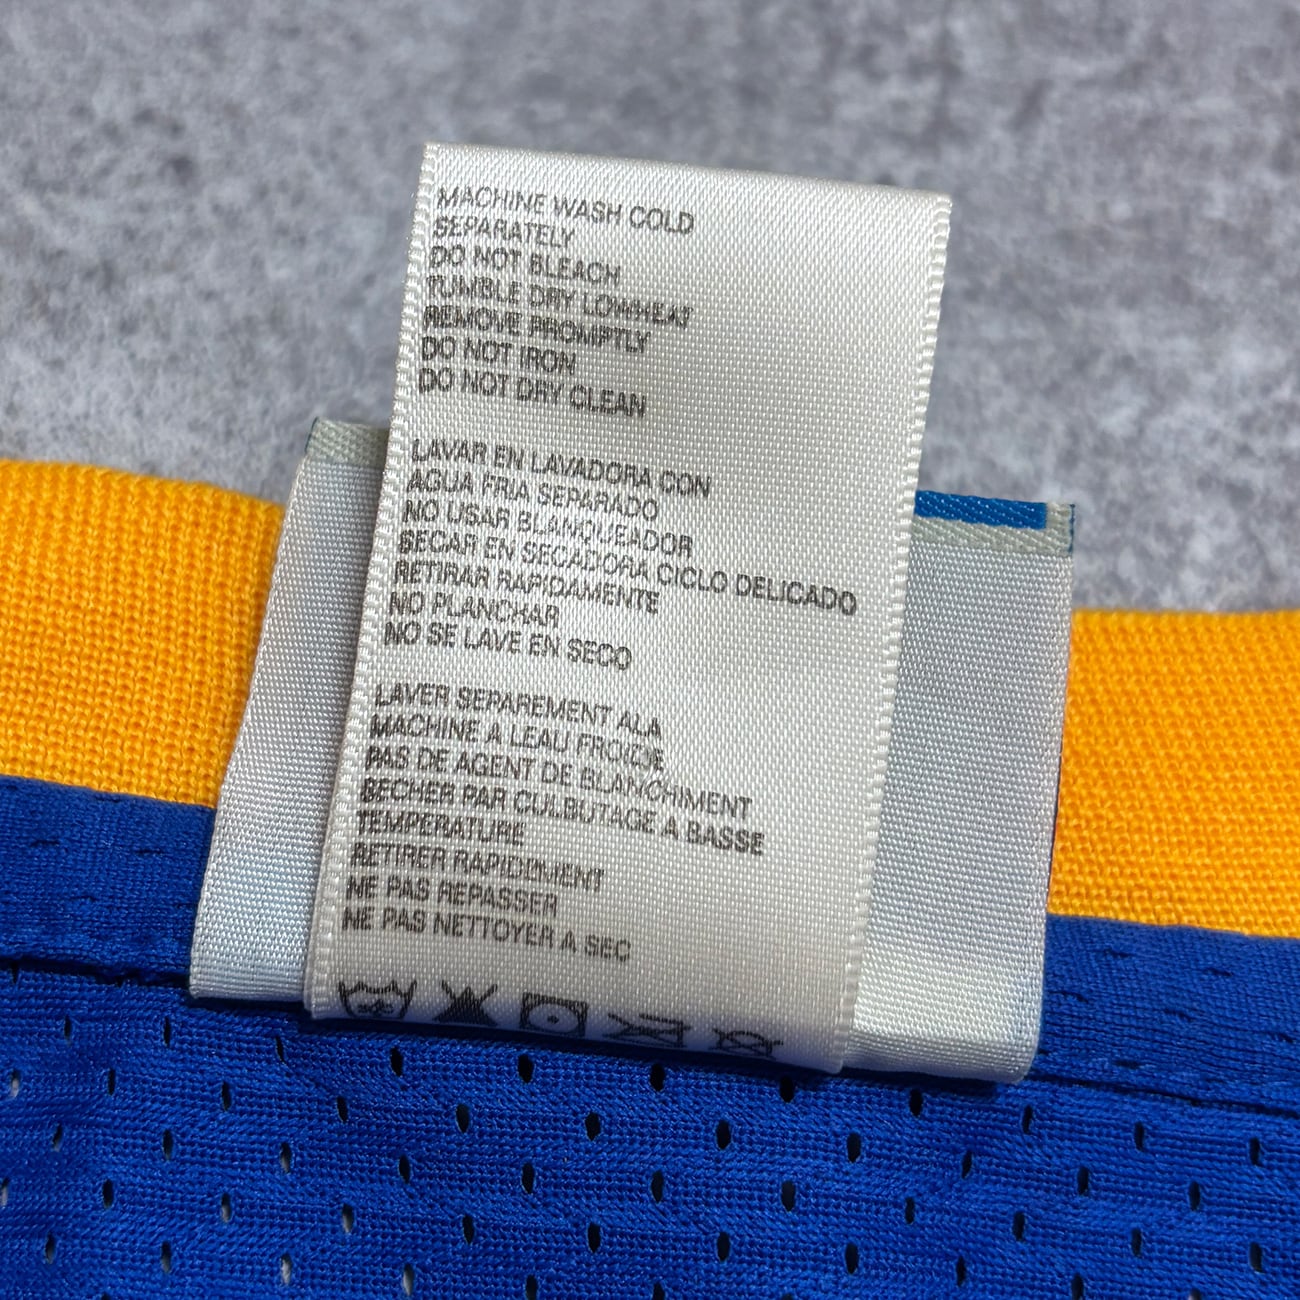 MACHINE WASH COLD
SEPARATELY
DO NOT BLEACH
TUMBLE DRY LOWHEAT
REMOVE PROMPTLY
DO NOT IRON
DO NOT DRY CLEAN
LAVAR EN LAVADORA CON
AGUA FRIA SEPARADO
NO USAR BLANQUEADOR
SECAR EN SECADORA CICLO DELICADO
RETIRAR RAPIDAMENTE
NO PLANCHAR
NO SE LAVE EN SECO
LAVER SEPAREMENT ALA
MACHINE A LEAU FROIDE
PAS DE AGENT DE BLANCHIMENT
SECHER PAR CULBUTAGE A BASSE
TEMPERATURE
RETIRER RAPIDDMENT
NE PAS REPASSER
NE PAS NETTOYER A SEC